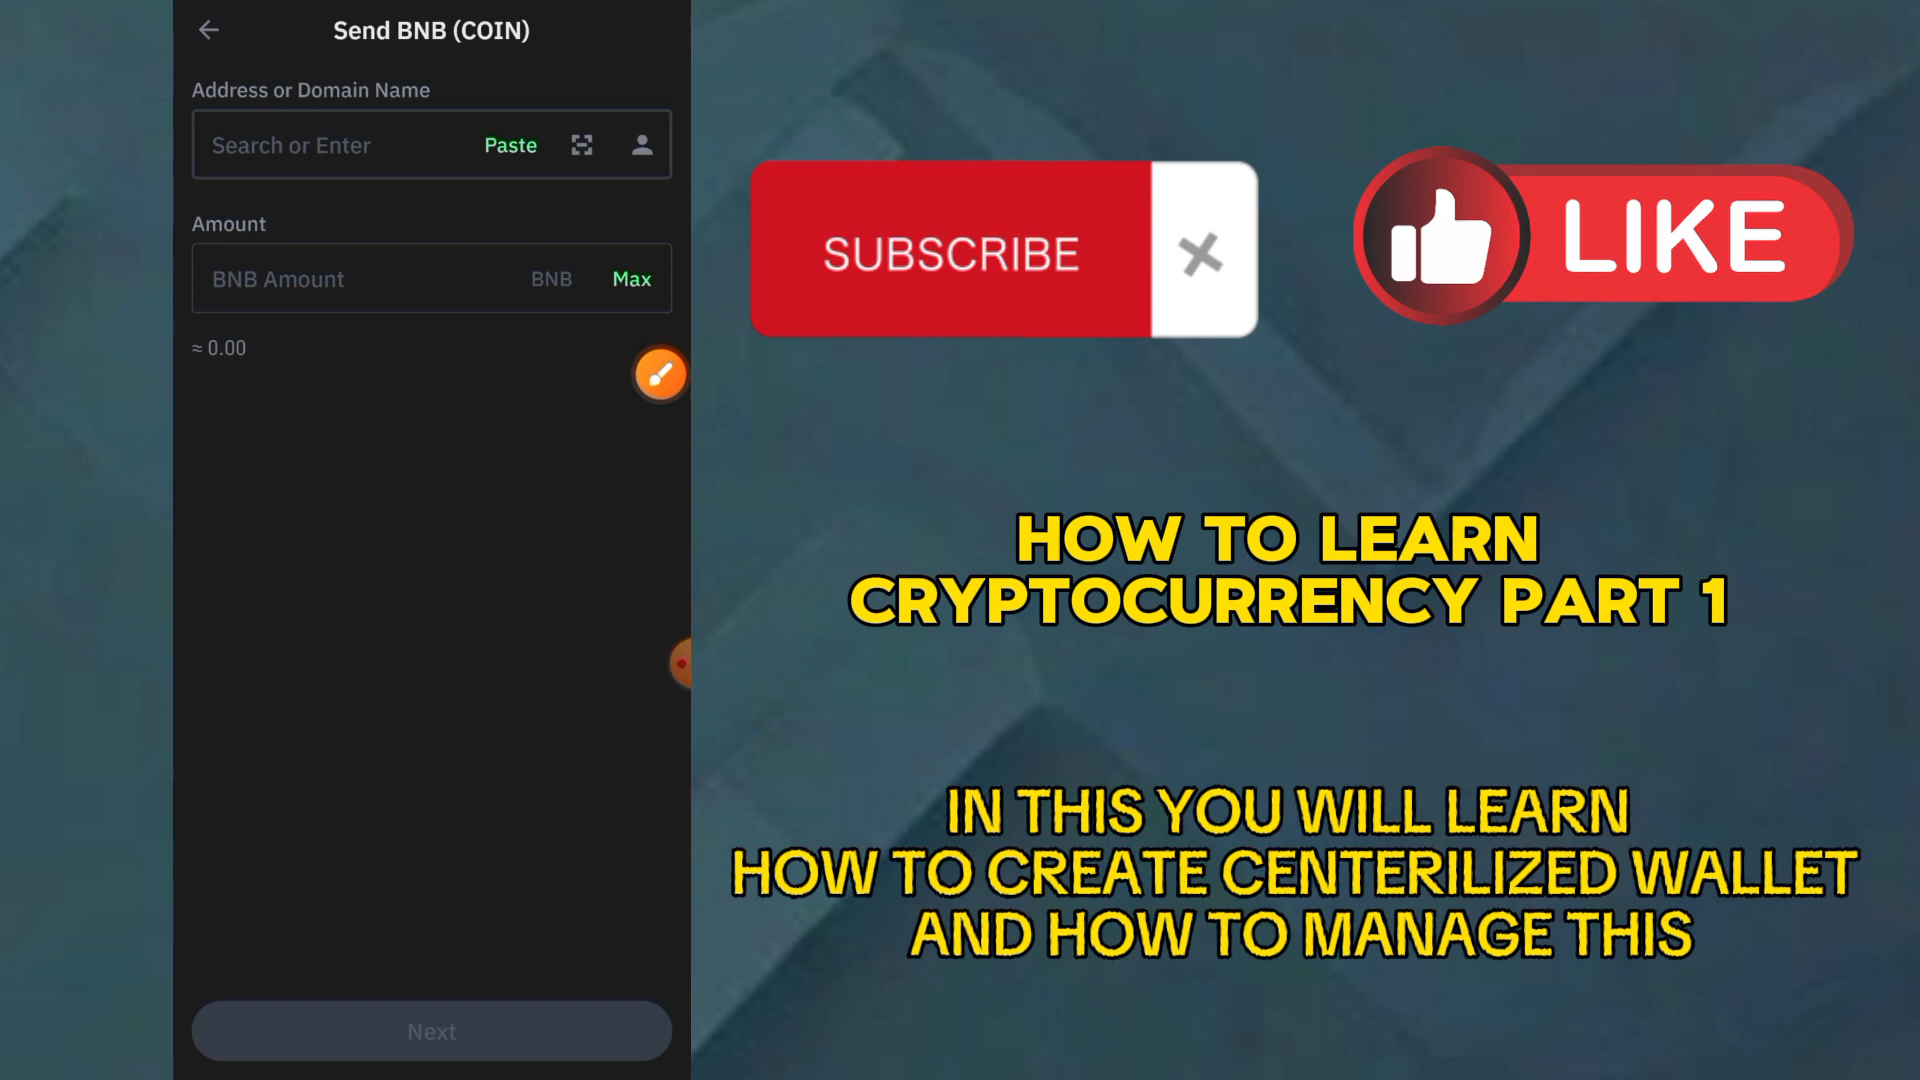 Send BNB (COIN)
Address or Domain Name
Search or Enter Paste
Amount
BNB Amount BNB Max
≈ 0.00
Next
SUBSCRIBE
LIKE
HOW TO LEARN
CRYPTOCURRENCY PART 1
IN THIS YOU WILL LEARN
HOW TO CREATE CENTERILIZED WALLET
AND HOW TO MANAGE THIS